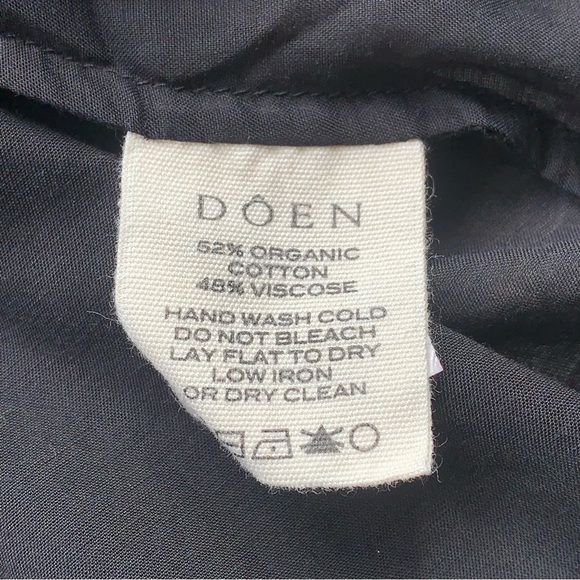 DÔEN
52% ORGANIC
COTTON
48% VISCOSE
HAND WASH COLD
DO NOT BLEACH
LAY FLAT TO DRY
LOW IRON
OR DRY CLEAN